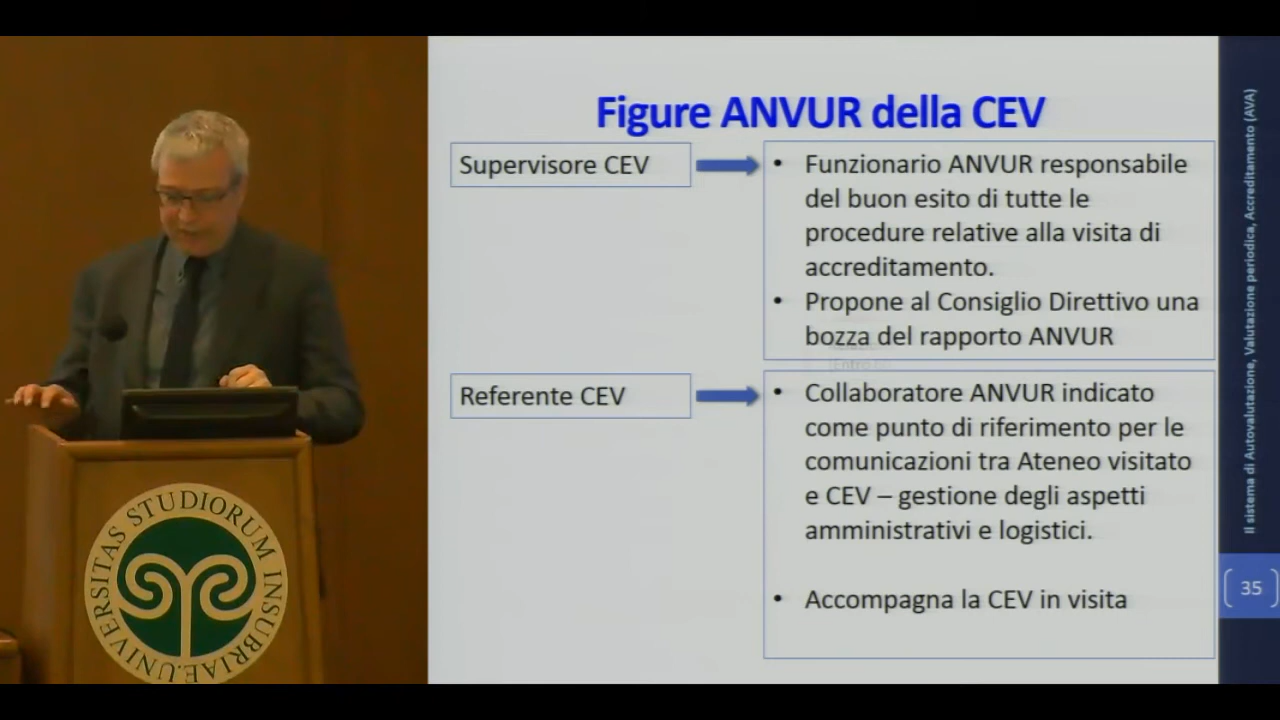 Figure ANVUR della CEV
Supervisore CEV
• Funzionario ANVUR responsabile
del buon esito di tutte le
procedure relative alla visita di
accreditamento.
• Propone al Consiglio Direttivo una
bozza del rapporto ANVUR
Referente CEV
• Collaboratore ANVUR indicato
come punto di riferimento per le
comunicazioni tra Ateneo visitato
e CEV – gestione degli aspetti
amministrativi e logistici.
• Accompagna la CEV in visita
Il sistema di Autovalutazione, Valutazione periodica, Accreditamento (AVA)
35
UNIVERSITAS STUDIORUM INSUBRIAE